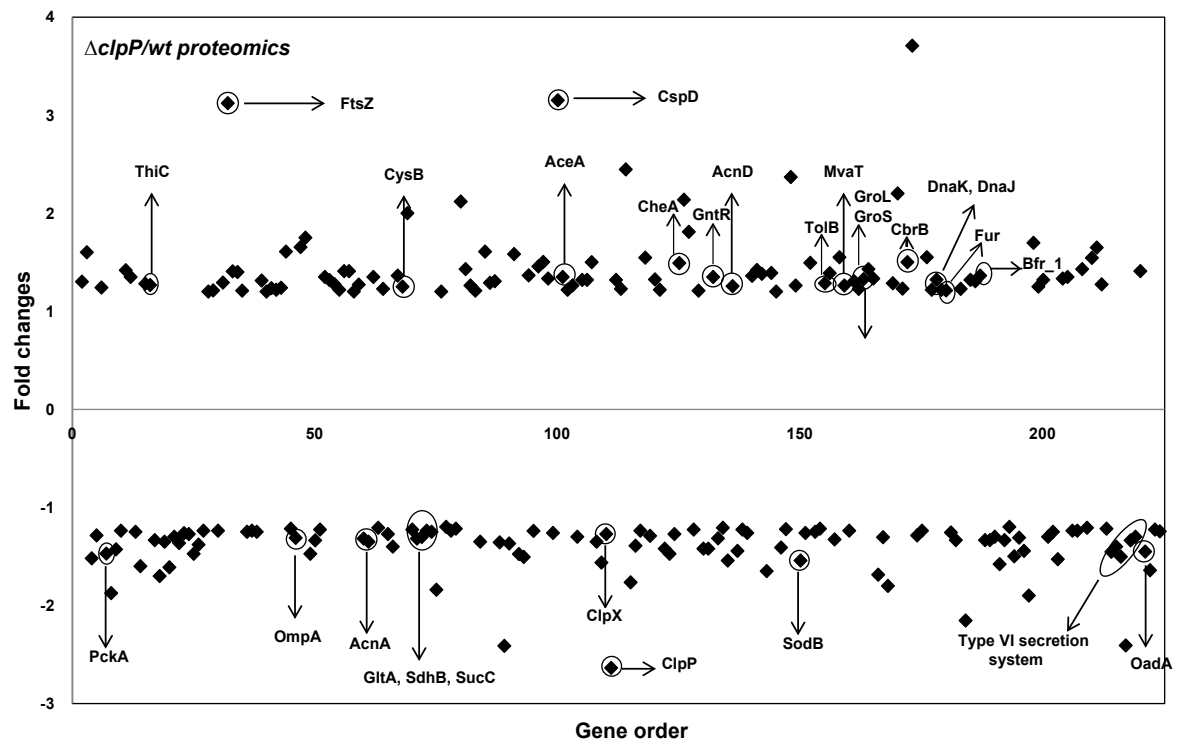 4
ΔclpP/wt proteomics
3
FtsZ
CspD
ThiC
CysB
AceA
AcnD
MvaT
DnaK, DnaJ
2
CheA
GntR
GroL
GroS
TolB
CbrB
Fur
Bfr_1
1
Fold changes
0
0
50
100
150
200
-1
-2
PckA
OmpA
AcnA
GltA, SdhB, SucC
ClpX
ClpP
SodB
Type VI secretion
system
OadA
-3
Gene order